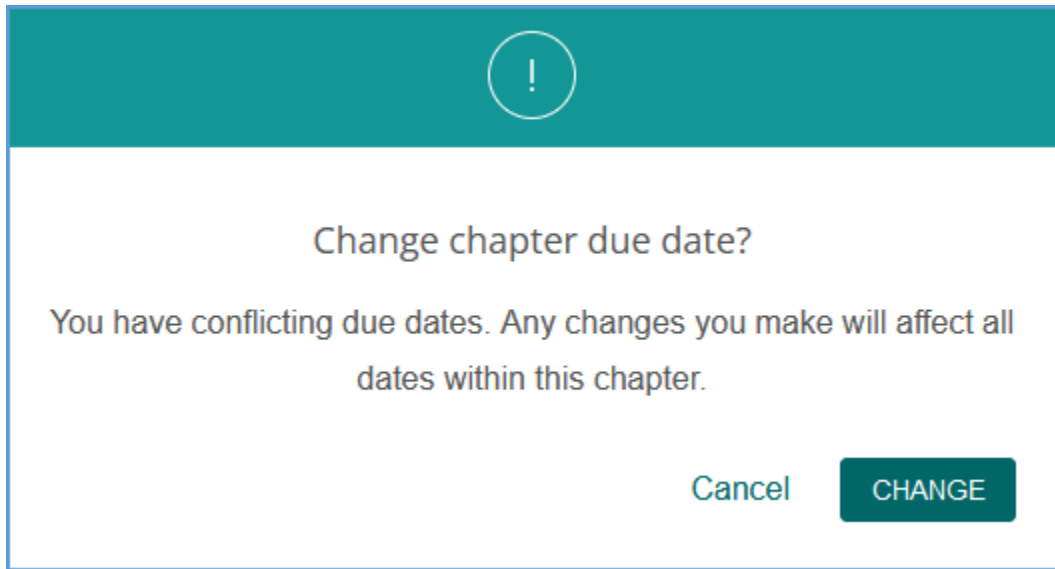 !
Change chapter due date?
You have conflicting due dates. Any changes you make will affect all
dates within this chapter.
Cancel CHANGE